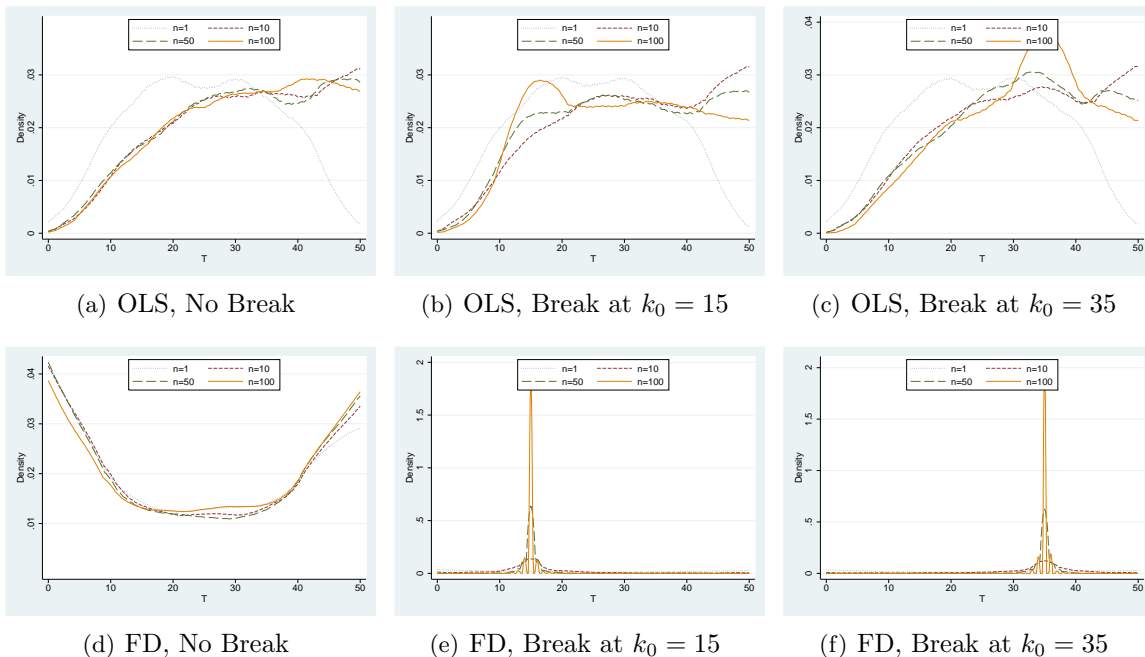 n=1 n=10
n=50 n=100
Density
0 .01 .02 .03
0 10 20 30 40 50
T
(a) OLS, No Break
n=1 n=10
n=50 n=100
Density
0 .01 .02 .03
0 10 20 30 40 50
T
(b) OLS, Break at k₀ = 15
n=1 n=10
n=50 n=100
Density
0 .01 .02 .03 .04
0 10 20 30 40 50
T
(c) OLS, Break at k₀ = 35
n=1 n=10
n=50 n=100
Density
.01 .02 .03 .04
0 10 20 30 40 50
T
(d) FD, No Break
n=1 n=10
n=50 n=100
Density
0 .5 1 1.5 2
0 10 20 30 40 50
T
(e) FD, Break at k₀ = 15
n=1 n=10
n=50 n=100
Density
0 .5 1 1.5 2
0 10 20 30 40 50
T
(f) FD, Break at k₀ = 35